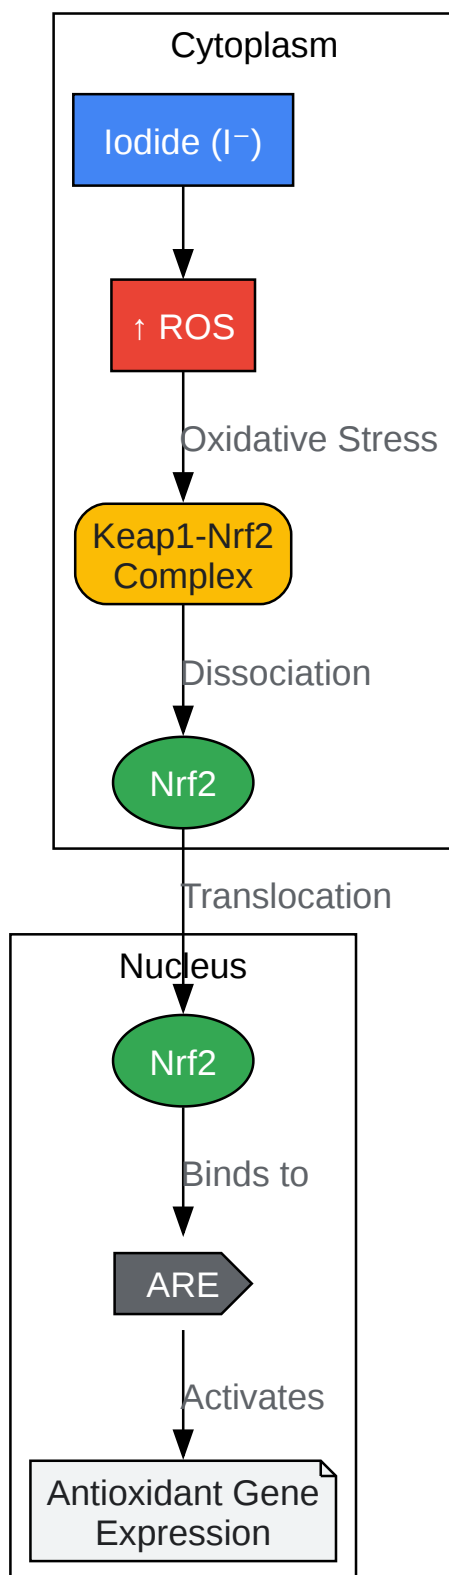 Cytoplasm
Iodide (I⁻)
↑ ROS
Oxidative Stress
Keap1-Nrf2
Complex
Dissociation
Nrf2
Translocation
Nucleus
Nrf2
Binds to
ARE
Activates
Antioxidant Gene
Expression